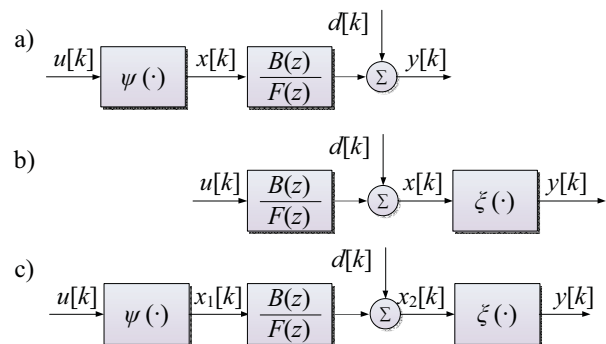 a)
d[k]
u[k] ψ(·) x[k] B(z)/F(z) Σ y[k]
b)
d[k]
u[k] B(z)/F(z) Σ x[k] ξ(·) y[k]
c)
d[k]
u[k] ψ(·) x₁[k] B(z)/F(z) Σ x₂[k] ξ(·) y[k]